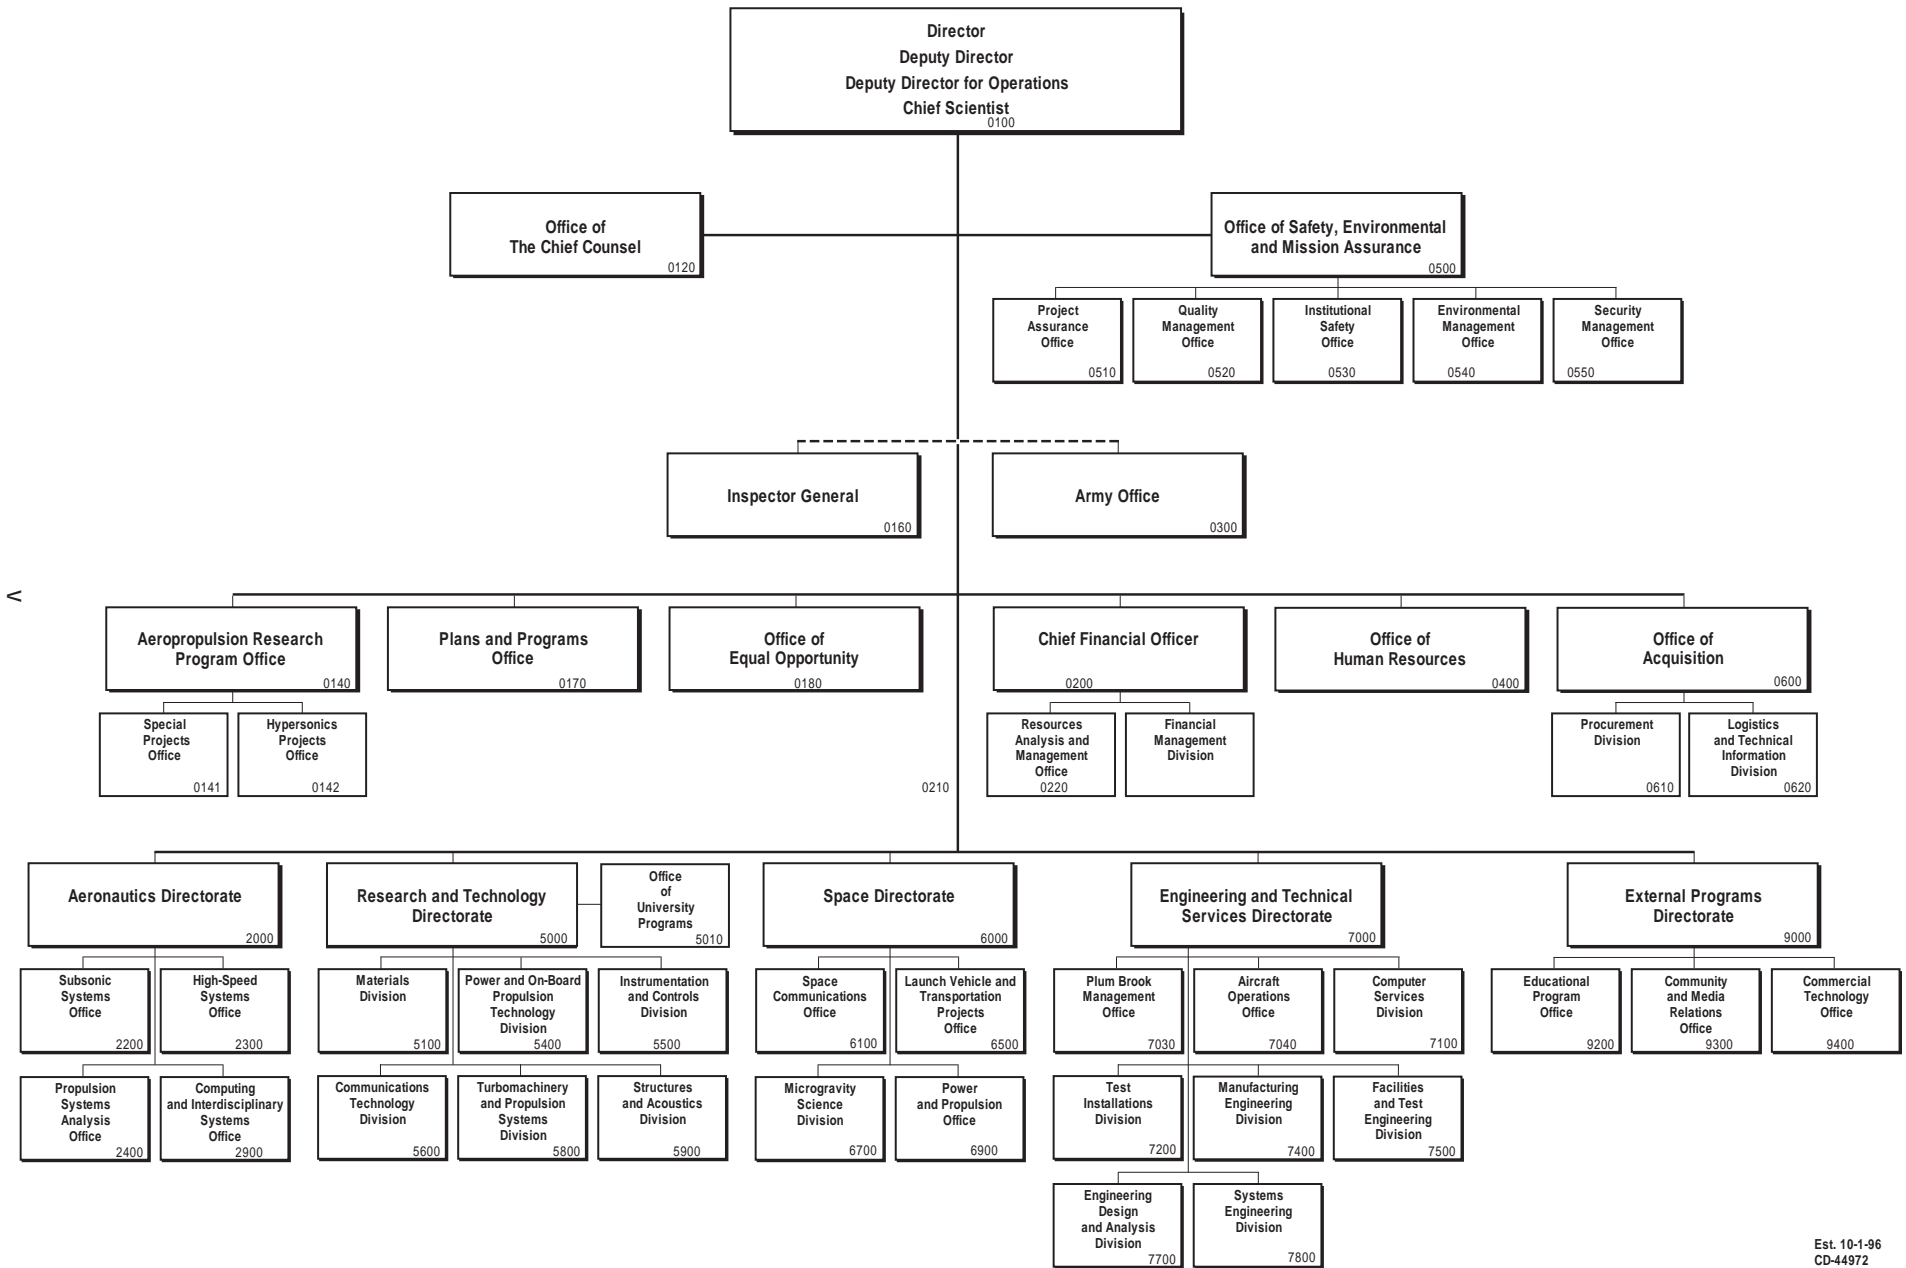 Director
Deputy Director
Deputy Director for Operations
Chief Scientist
0100
Office of
The Chief Counsel
0120
Office of Safety, Environmental
and Mission Assurance
0500
Project
Assurance
Office
0510
Quality
Management
Office
0520
Institutional
Safety
Office
0530
Environmental
Management
Office
0540
Security
Management
Office
0550
Inspector General
0160
Army Office
0300
v
Aeropropulsion Research
Program Office
0140
Plans and Programs
Office
0170
Office of
Equal Opportunity
0180
Chief Financial Officer
0200
Office of
Human Resources
0400
Office of
Acquisition
0600
Special
Projects
Office
0141
Hypersonics
Projects
Office
0142
0210
Resources
Analysis and
Management
Office
0220
Financial
Management
Division
Procurement
Division
0610
Logistics
and Technical
Information
Division
0620
Aeronautics Directorate
2000
Research and Technology
Directorate
5000
Office
of
University
Programs
5010
Space Directorate
6000
Engineering and Technical
Services Directorate
7000
External Programs
Directorate
9000
Subsonic
Systems
Office
2200
High-Speed
Systems
Office
2300
Materials
Division
5100
Power and On-Board
Propulsion
Technology
Division
5400
Instrumentation
and Controls
Division
5500
Space
Communications
Office
6100
Launch Vehicle and
Transportation
Projects
Office
6500
Plum Brook
Management
Office
7030
Aircraft
Operations
Office
7040
Computer
Services
Division
7100
Educational
Program
Office
9200
Community
and Media
Relations
Office
9300
Commercial
Technology
Office
9400
Propulsion
Systems
Analysis
Office
2400
Computing
and Interdisciplinary
Systems
Office
2900
Communications
Technology
Division
5600
Turbomachinery
and Propulsion
Systems
Division
5800
Structures
and Acoustics
Division
5900
Microgravity
Science
Division
6700
Power
and Propulsion
Office
6900
Test
Installations
Division
7200
Manufacturing
Engineering
Division
7400
Facilities
and Test
Engineering
Division
7500
Engineering
Design
and Analysis
Division
7700
Systems
Engineering
Division
7800
Est. 10-1-96
CD-44972